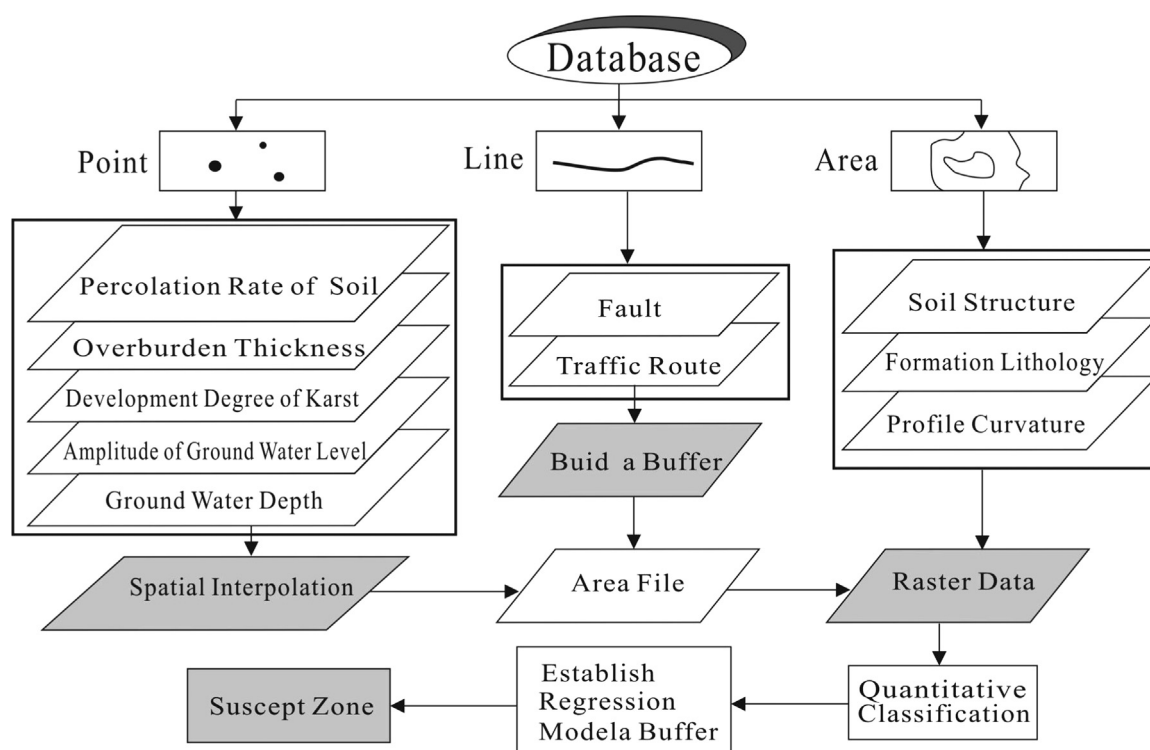 Database
Point
Line
Area
Percolation Rate of Soil
Overburden Thickness
Development Degree of Karst
Amplitude of Ground Water Level
Ground Water Depth
Fault
Traffic Route
Buid a Buffer
Soil Structure
Formation Lithology
Profile Curvature
Spatial Interpolation
Area File
Raster Data
Suscept Zone
Establish
Regression
Modela Buffer
Quantitative
Classification